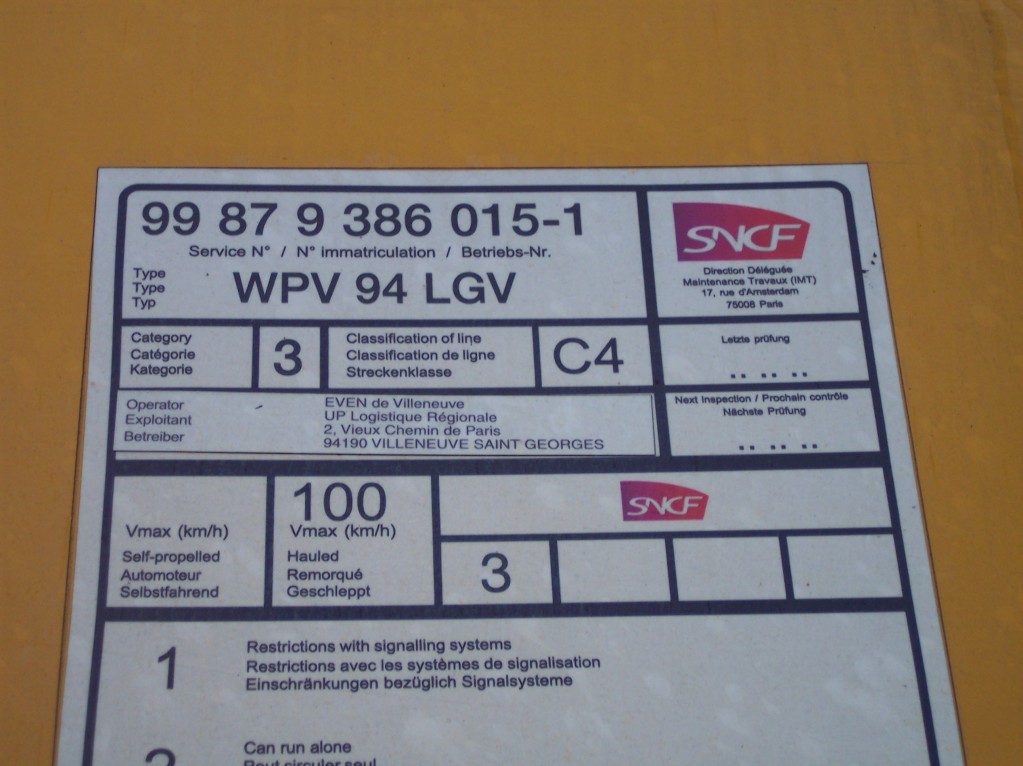 99 87 9 386 015-1
Service N° / N° immatriculation / Betriebs-Nr.
Type
Type
Typ
WPV 94 LGV
SNCF
Direction Déléguée
Maintenance Travaux (IMT)
17, rue d'Amsterdam
75008 Paris
Category
Catégorie
Kategorie
3
Classification of line
Classification de ligne
Streckenklasse
C4
Letzte prüfung
.. .. ..
Operator
Exploitant
Betreiber
EVEN de Villeneuve
UP Logistique Régionale
2, Vieux Chemin de Paris
94190 VILLENEUVE SAINT GEORGES
Next Inspection / Prochain contrôle
Nächste Prüfung
.. .. ..
Vmax (km/h)
Self-propelled
Automoteur
Selbstfahrend
100
Vmax (km/h)
Hauled
Remorqué
Geschleppt
SNCF
3
1
Restrictions with signalling systems
Restrictions avec les systèmes de signalisation
Einschränkungen bezüglich Signalsysteme
2
Can run alone
Peut circuler seul